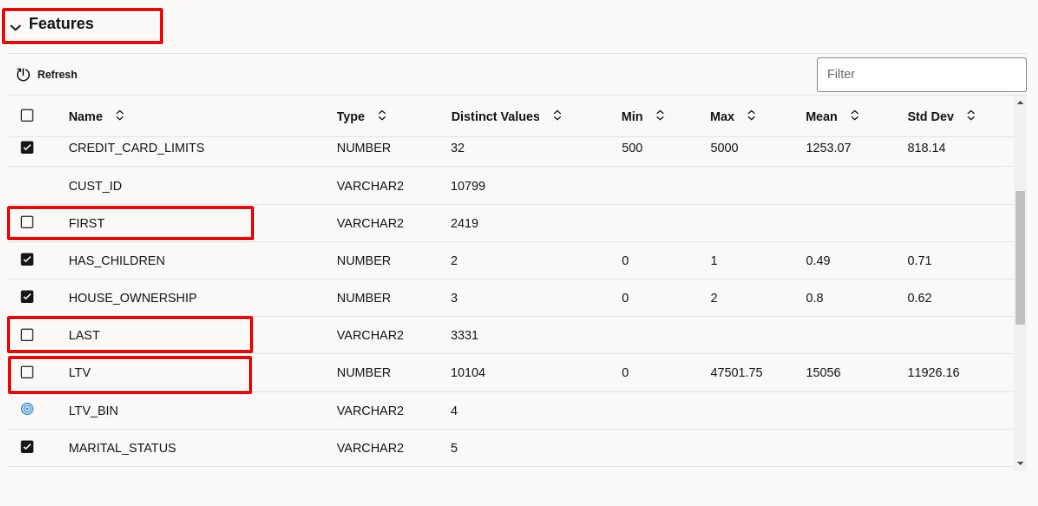 Features
Refresh Filter
Name Type Distinct Values Min Max Mean Std Dev
CREDIT_CARD_LIMITS NUMBER 32 500 5000 1253.07 818.14
CUST_ID VARCHAR2 10799
FIRST VARCHAR2 2419
HAS_CHILDREN NUMBER 2 0 1 0.49 0.71
HOUSE_OWNERSHIP NUMBER 3 0 2 0.8 0.62
LAST VARCHAR2 3331
LTV NUMBER 10104 0 47501.75 15056 11926.16
LTV_BIN VARCHAR2 4
MARITAL_STATUS VARCHAR2 5